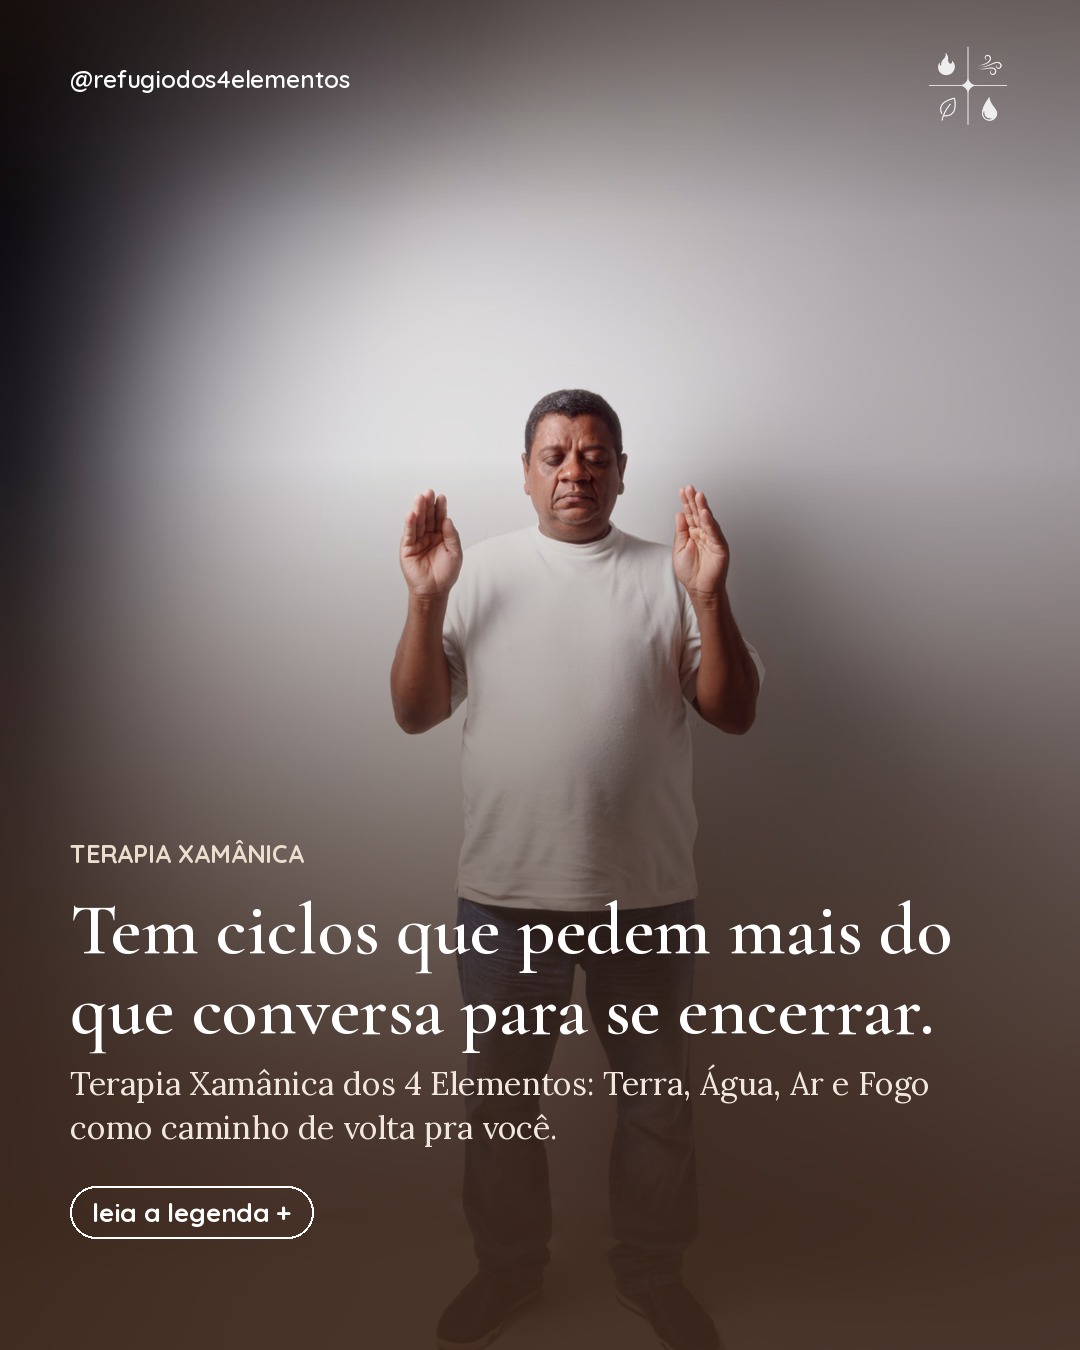 @refugiodos4elementos
TERAPIA XAMÂNICA
Tem ciclos que pedem mais do
que conversa para se encerrar.
Terapia Xamânica dos 4 Elementos: Terra, Água, Ar e Fogo
como caminho de volta pra você.
leia a legenda +